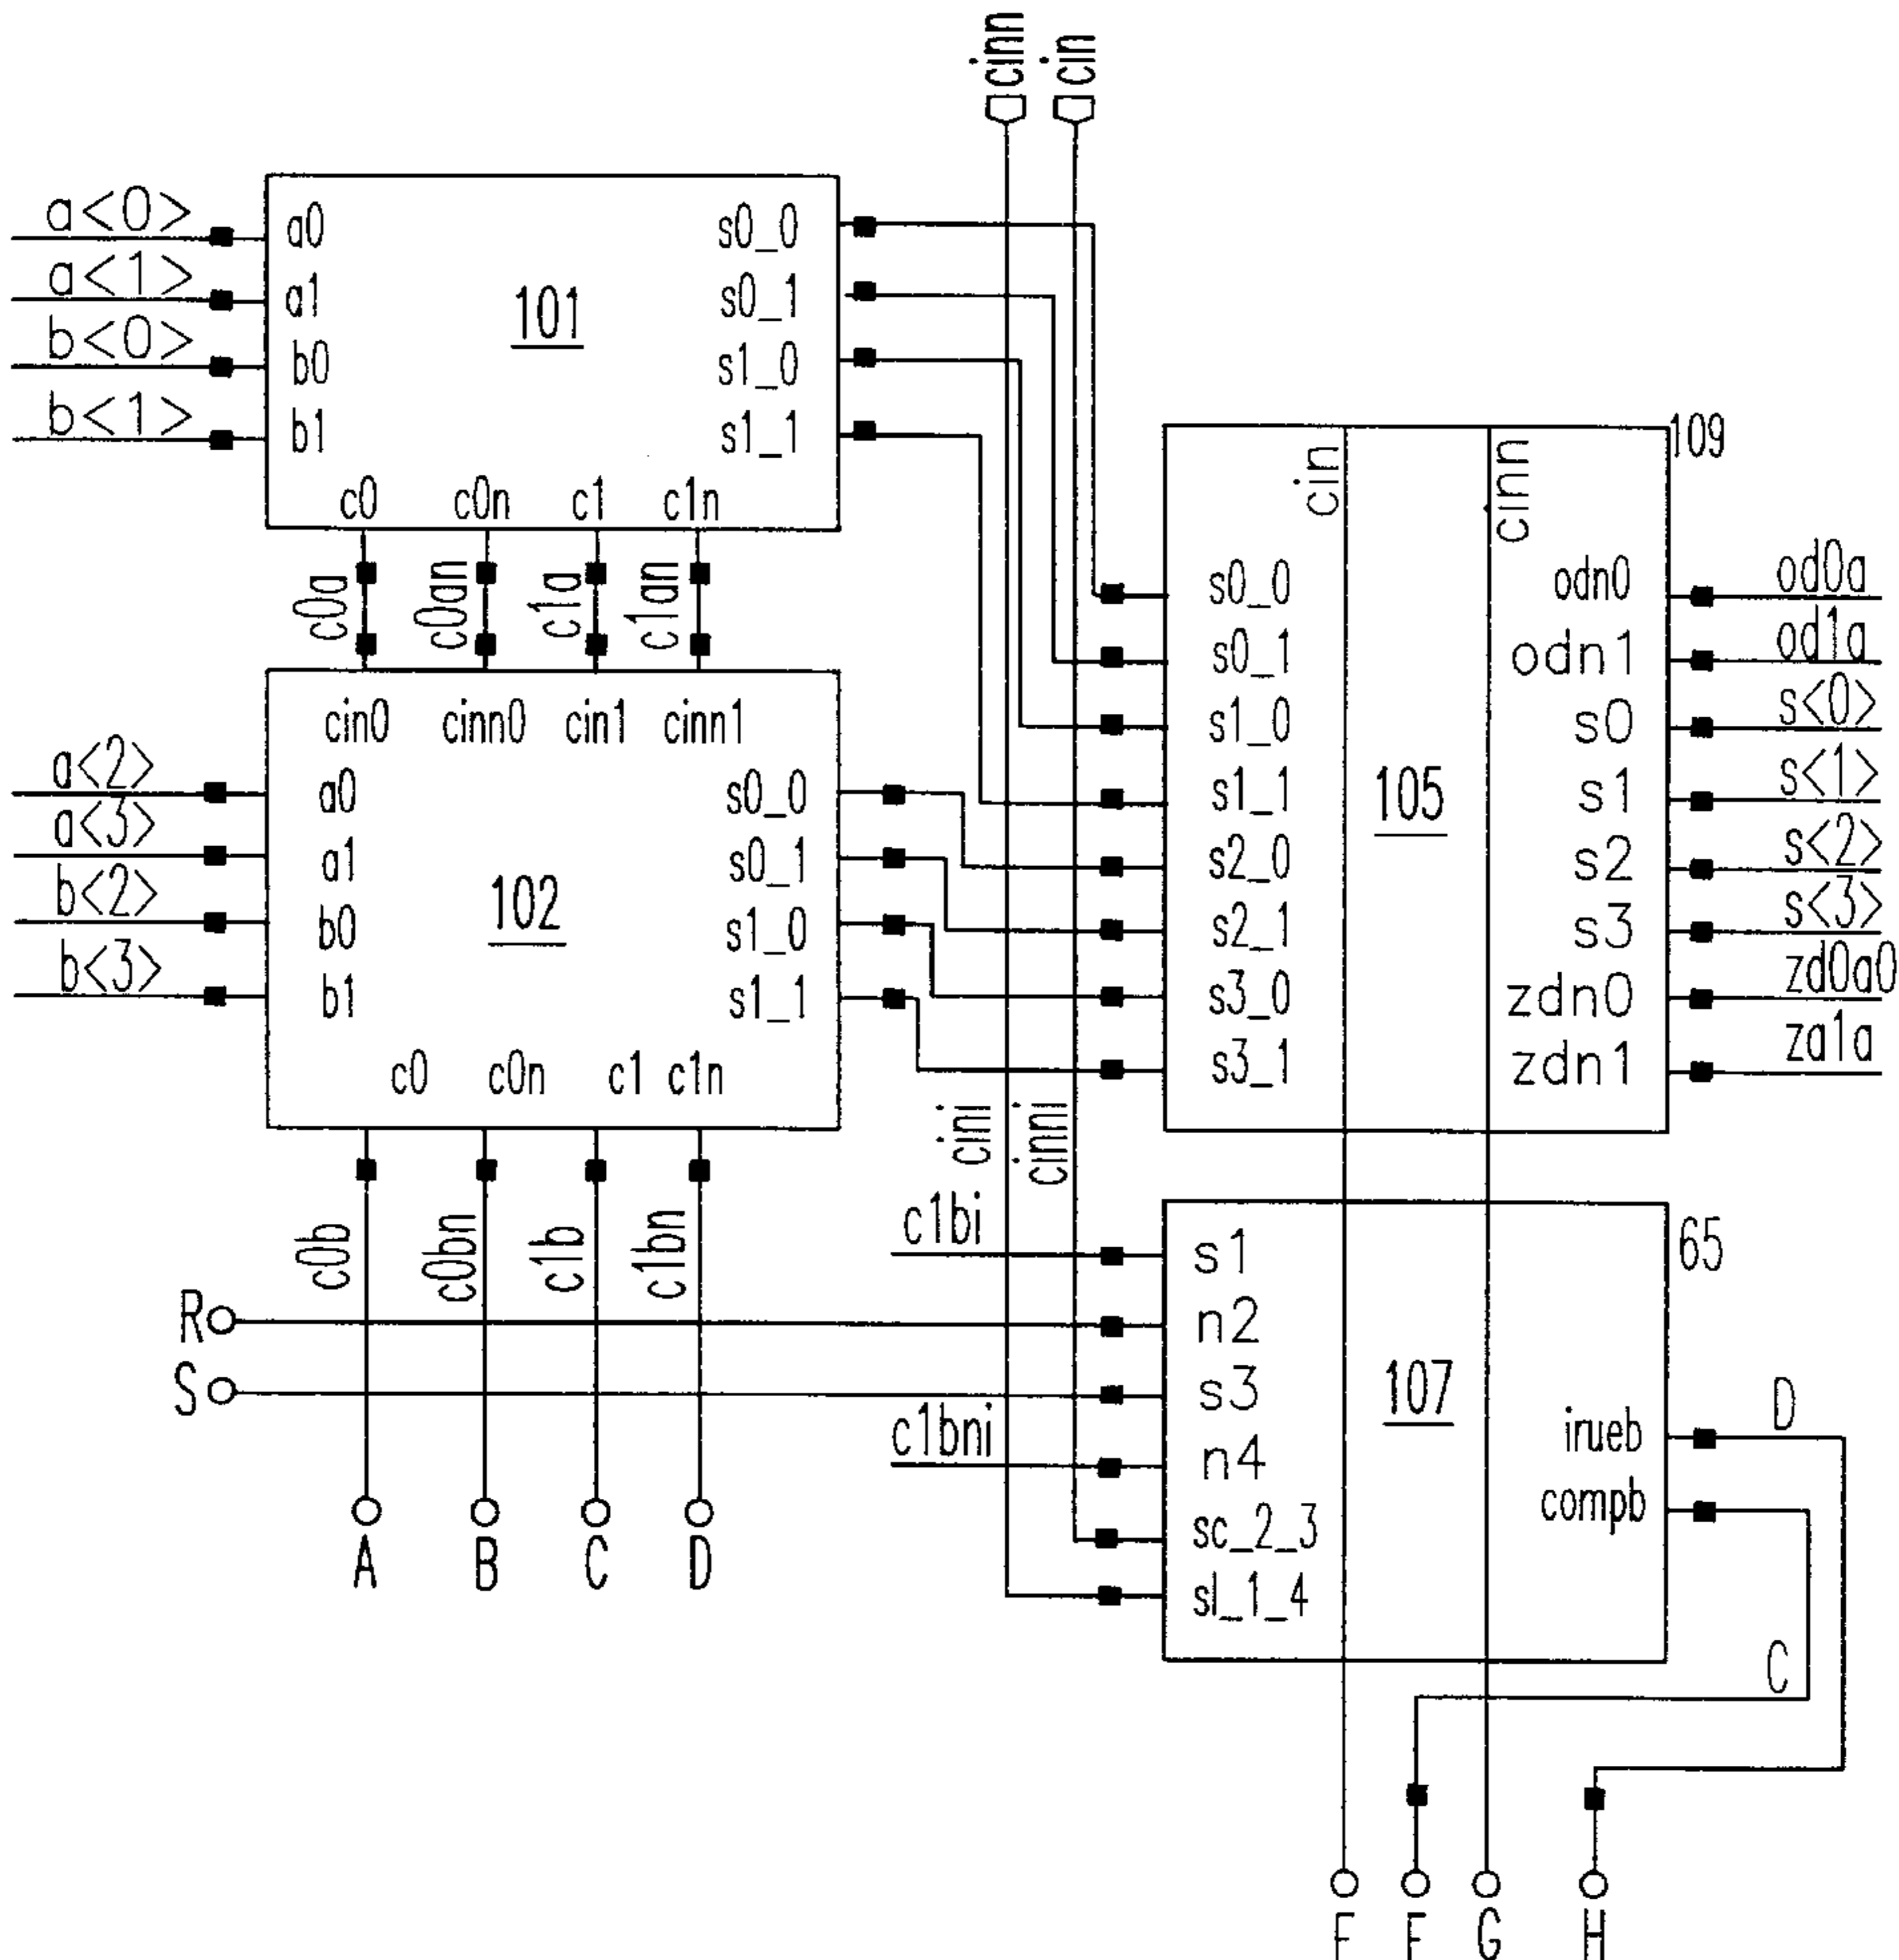 cinn
cin
a<0>
a<1>
b<0>
b<1>
a0
a1
b0
b1
101
s0_0
s0_1
s1_0
s1_1
c0 c0n c1 c1n
c0a
c0an
c1a
c1an
cin0 cinn0 cin1 cinn1
a<2>
a<3>
b<2>
b<3>
a0
a1
b0
b1
102
s0_0
s0_1
s1_0
s1_1
c0 c0n c1 c1n
c0b
c0bn
c1b
c1bn
R
S
A B C D
cini
cinni
109
cin
cinn
s0_0
s0_1
s1_0
s1_1
s2_0
s2_1
s3_0
s3_1
105
odn0
odn1
s0
s1
s2
s3
zdn0
zdn1
od0a
od1a
s<0>
s<1>
s<2>
s<3>
zd0a0
za1a
c1bi
c1bni
65
s1
n2
s3
n4
sc_2_3
sl_1_4
107
irueb
compb
D
C
G H